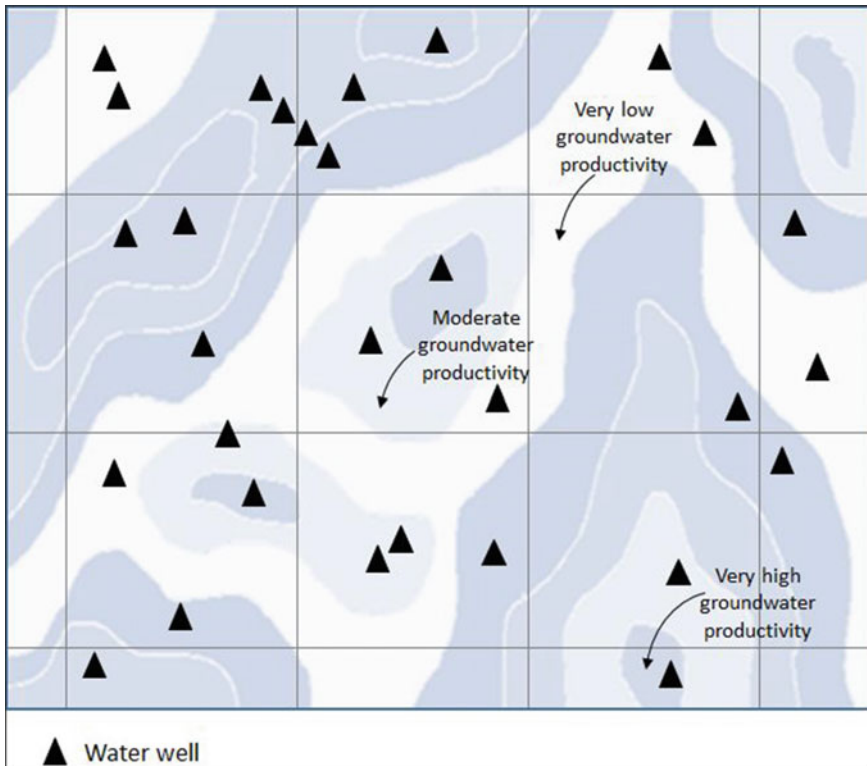 Very low
groundwater
productivity
Moderate
groundwater
productivity
Very high
groundwater
productivity
Water well